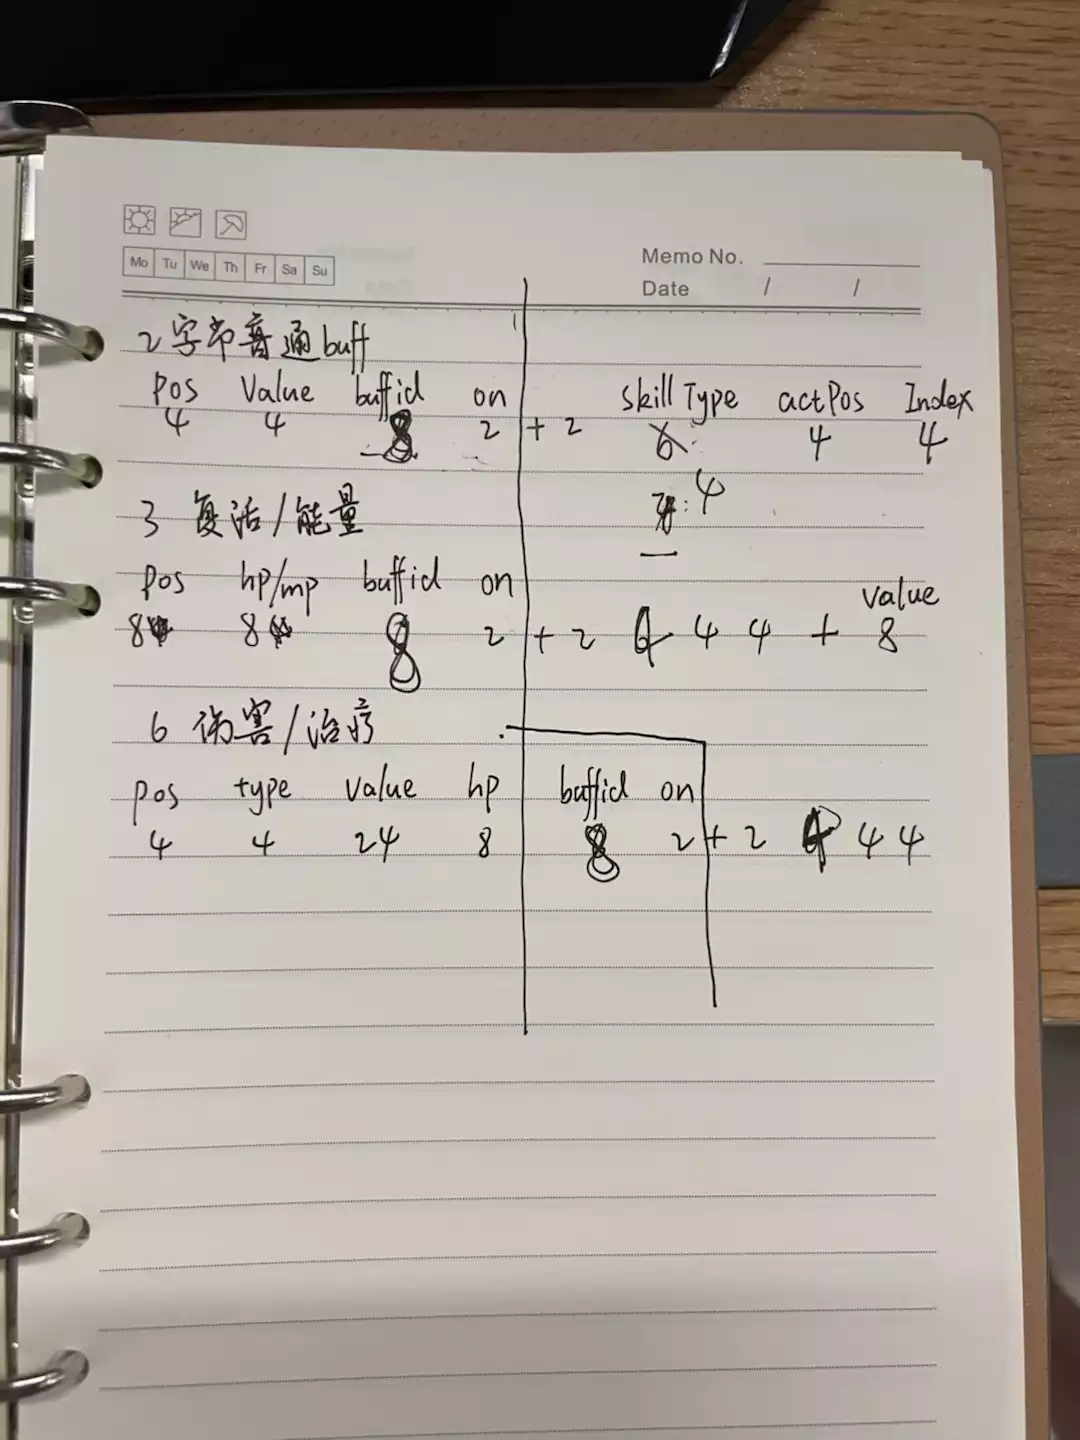 Mo Tu We Th Fr Sa Su
Memo No.
Date / /
2字节普通buff
pos value buffid on skill Type actPos Index
4 4 8 2 + 2 4 4
4
3 复活/能量
pos hp/mp buffid on value
8 8 8 2 + 2 4 4 + 8
6 伤害/治疗
pos type value hp buffid on
4 4 24 8 8 2 + 2 4 4 4